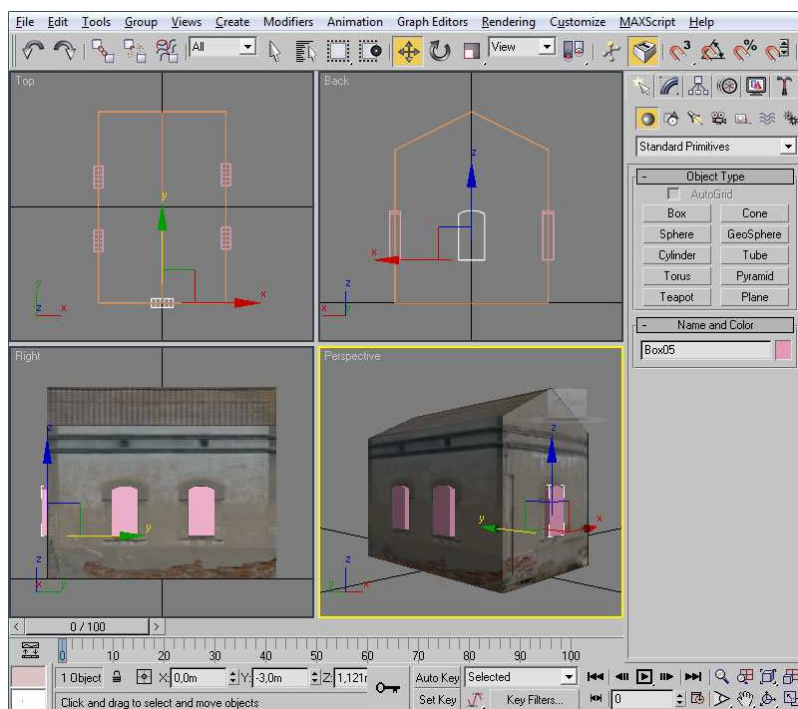 File Edit Tools Group Views Create Modifiers Animation Graph Editors Rendering Customize MAXScript Help
All View 3 %
Top Back
Standard Primitives
Object Type
AutoGrid
Box Cone
Sphere GeoSphere
Cylinder Tube
Torus Pyramid
Teapot Plane
Name and Color
Box05
y z
x x
y z
z x x y
Right Perspective
z z
y y x
z z
x y x y
0 / 100
0 10 20 30 40 50 60 70 80 90 100
1 Object X: 0,0m Y: -3,0m Z: 1,121m Auto Key Selected
Click and drag to select and move objects Set Key Key Filters... 0